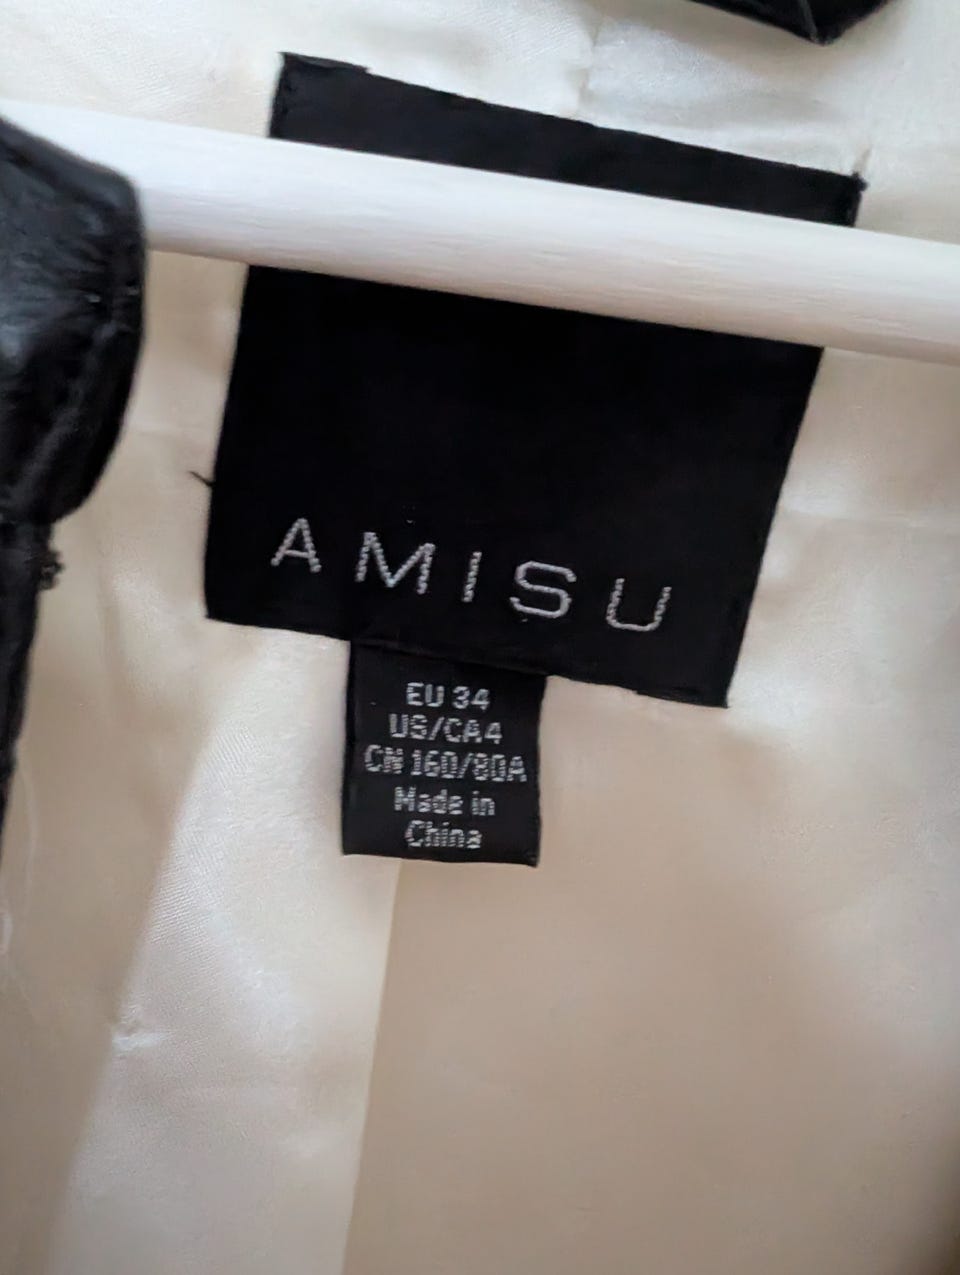 AMISU
EU 34
US/CA4
CN 160/80A
Made in
China